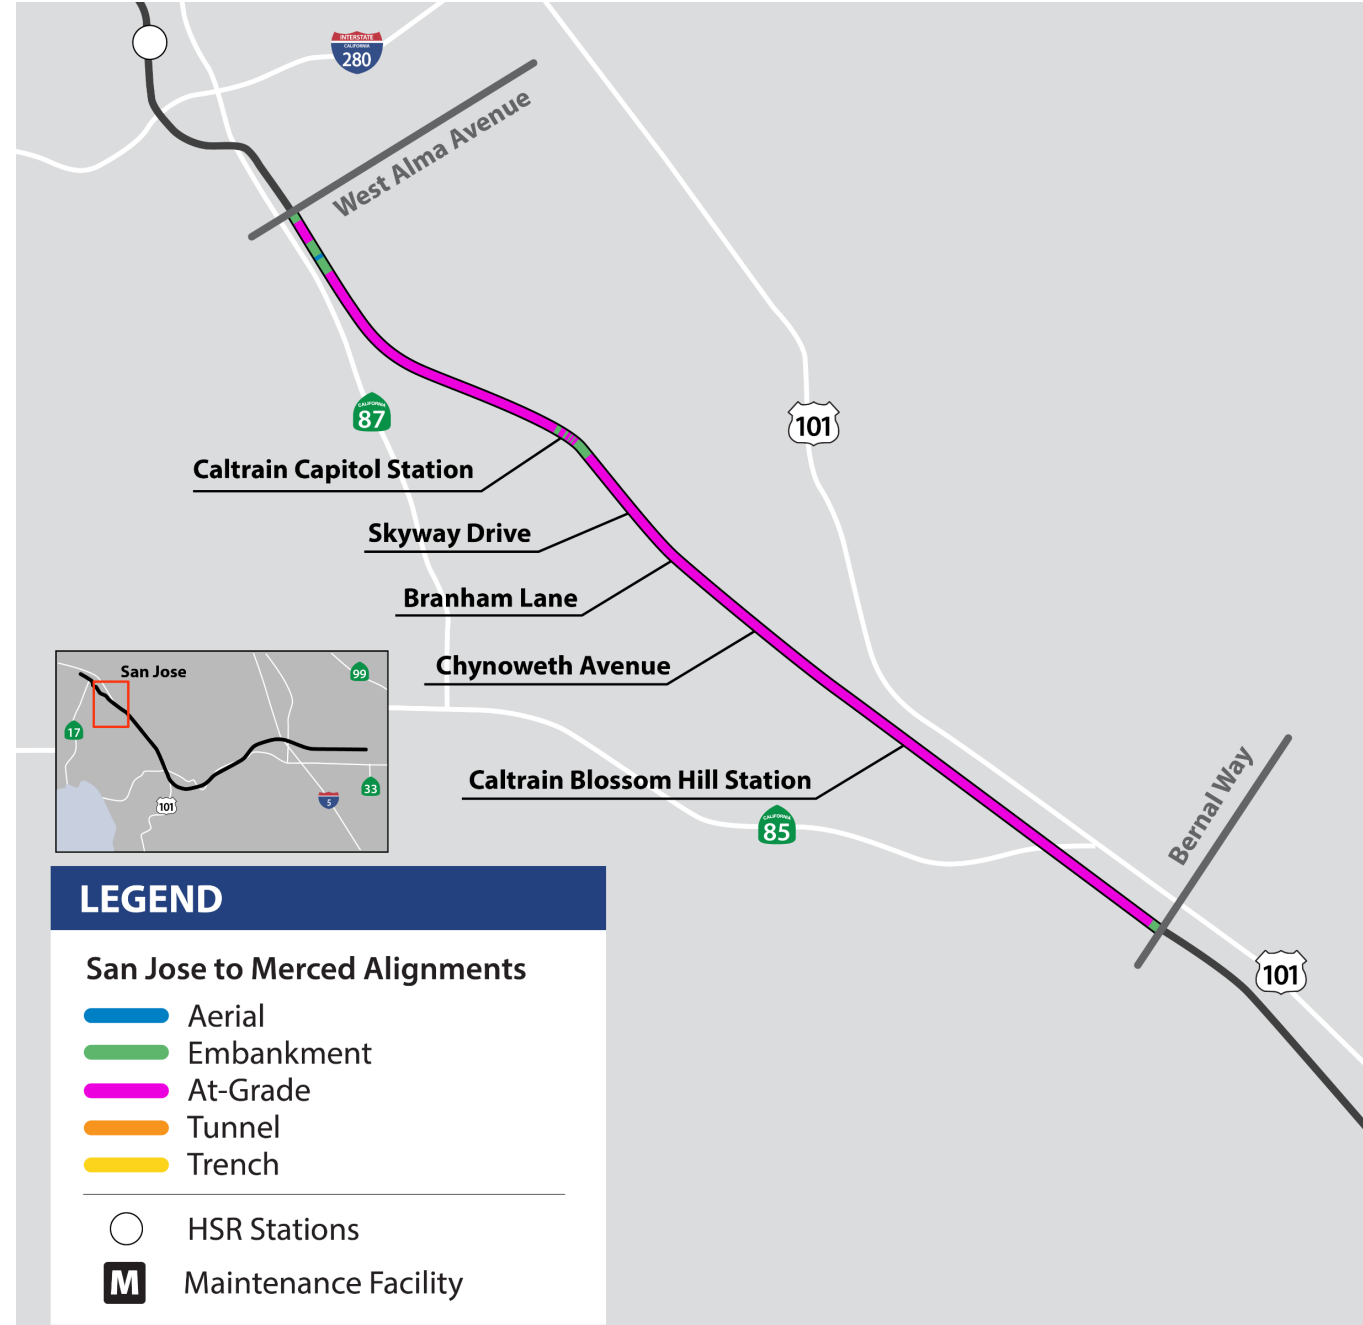 INTERSTATE
CALIFORNIA
280
West Alma Avenue
CALIFORNIA
87
101
Caltrain Capitol Station
Skyway Drive
Branham Lane
Chynoweth Avenue
Caltrain Blossom Hill Station
CALIFORNIA
85
Bernal Way
101
San Jose
99
17
101
5
33
LEGEND
San Jose to Merced Alignments
Aerial
Embankment
At-Grade
Tunnel
Trench
HSR Stations
M Maintenance Facility